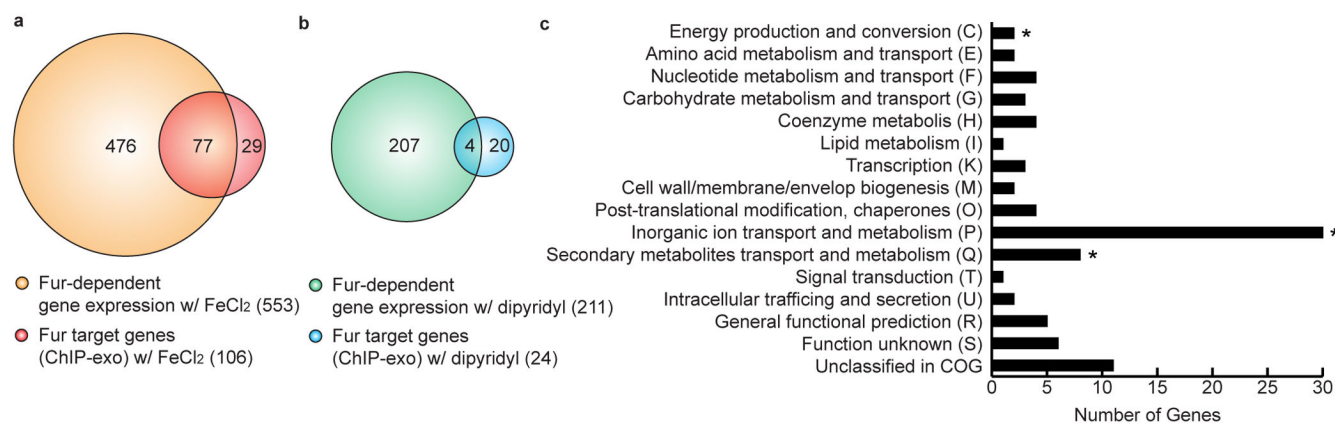 a
476
77
29
Fur-dependent
gene expression w/ FeCl2 (553)
Fur target genes
(ChIP-exo) w/ FeCl2 (106)
b
207
4
20
Fur-dependent
gene expression w/ dipyridyl (211)
Fur target genes
(ChIP-exo) w/ dipyridyl (24)
c
Energy production and conversion (C) *
Amino acid metabolism and transport (E)
Nucleotide metabolism and transport (F)
Carbohydrate metabolism and transport (G)
Coenzyme metabolis (H)
Lipid metabolism (I)
Transcription (K)
Cell wall/membrane/envelop biogenesis (M)
Post-translational modification, chaperones (O)
Inorganic ion transport and metabolism (P) *
Secondary metabolites transport and metabolism (Q) *
Signal transduction (T)
Intracellular trafficing and secretion (U)
General functional prediction (R)
Function unknown (S)
Unclassified in COG
0 5 10 15 20 25 30
Number of Genes